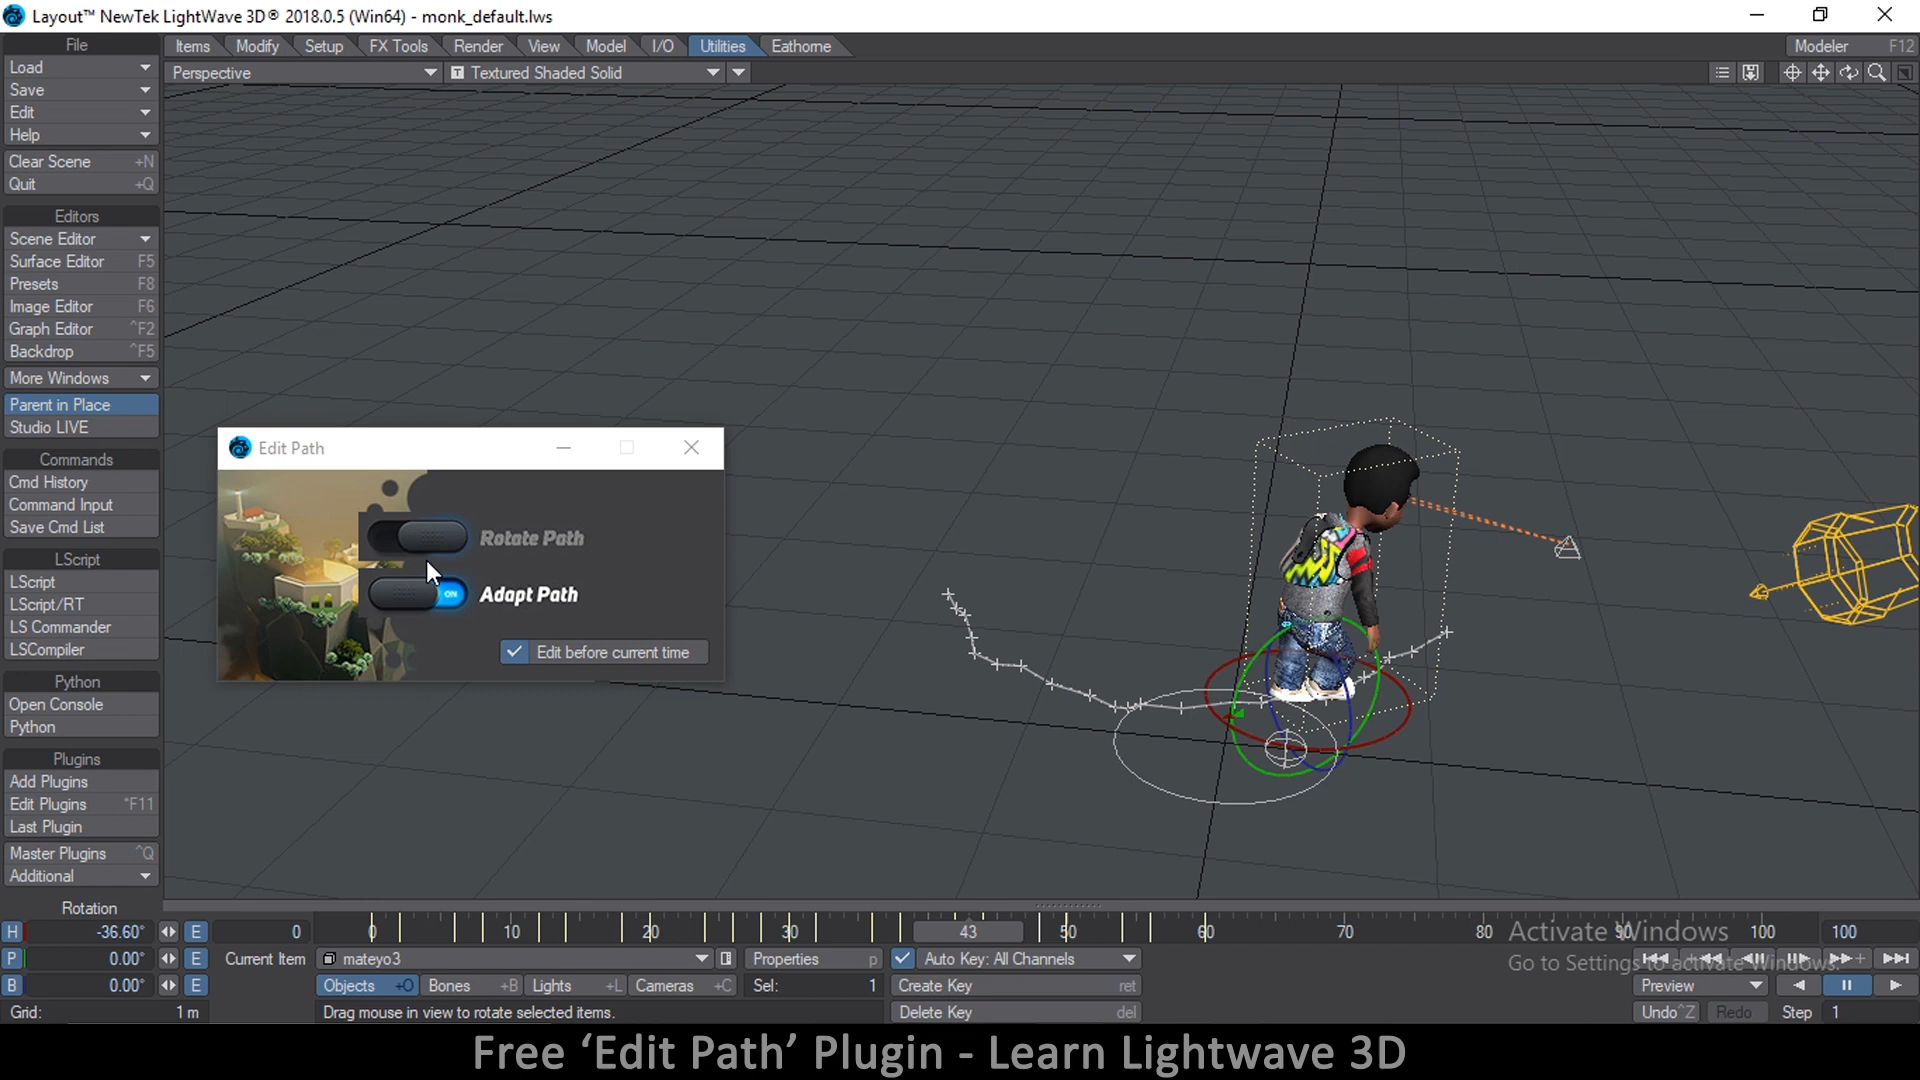 Layout™ NewTek LightWave 3D® 2018.0.5 (Win64) - monk_default.lws
File
Items Modify Setup FX Tools Render View Model I/O Utilities Eathome Modeler F12
Load
Perspective T Textured Shaded Solid
Save
Edit
Help
Clear Scene +N
Quit +Q
Editors
Scene Editor
Surface Editor F5
Presets F8
Image Editor F6
Graph Editor ^F2
Backdrop ^F5
More Windows
Parent in Place
Studio LIVE
Commands
Cmd History
Command Input
Save Cmd List
LScript
LScript
LScript/RT
LS Commander
LSCompiler
Python
Open Console
Python
Plugins
Add Plugins
Edit Plugins *F11
Last Plugin
Master Plugins ^Q
Additional
Edit Path
Rotate Path
ON Adapt Path
Edit before current time
Rotation
H -36.60° E 0 0 10 20 30 43 50 60 70 80 90 100 100
Activate Windows
P 0.00° E Current Item mateyo3 Properties p Auto Key: All Channels
Go to Settings to activate Windows.
B 0.00° E Objects +O Bones +B Lights +L Cameras +C Sel: 1 Create Key ret Preview
Grid: 1 m Drag mouse in view to rotate selected items. Delete Key del Undo ^Z Redo Step 1
Free ‘Edit Path’ Plugin - Learn Lightwave 3D